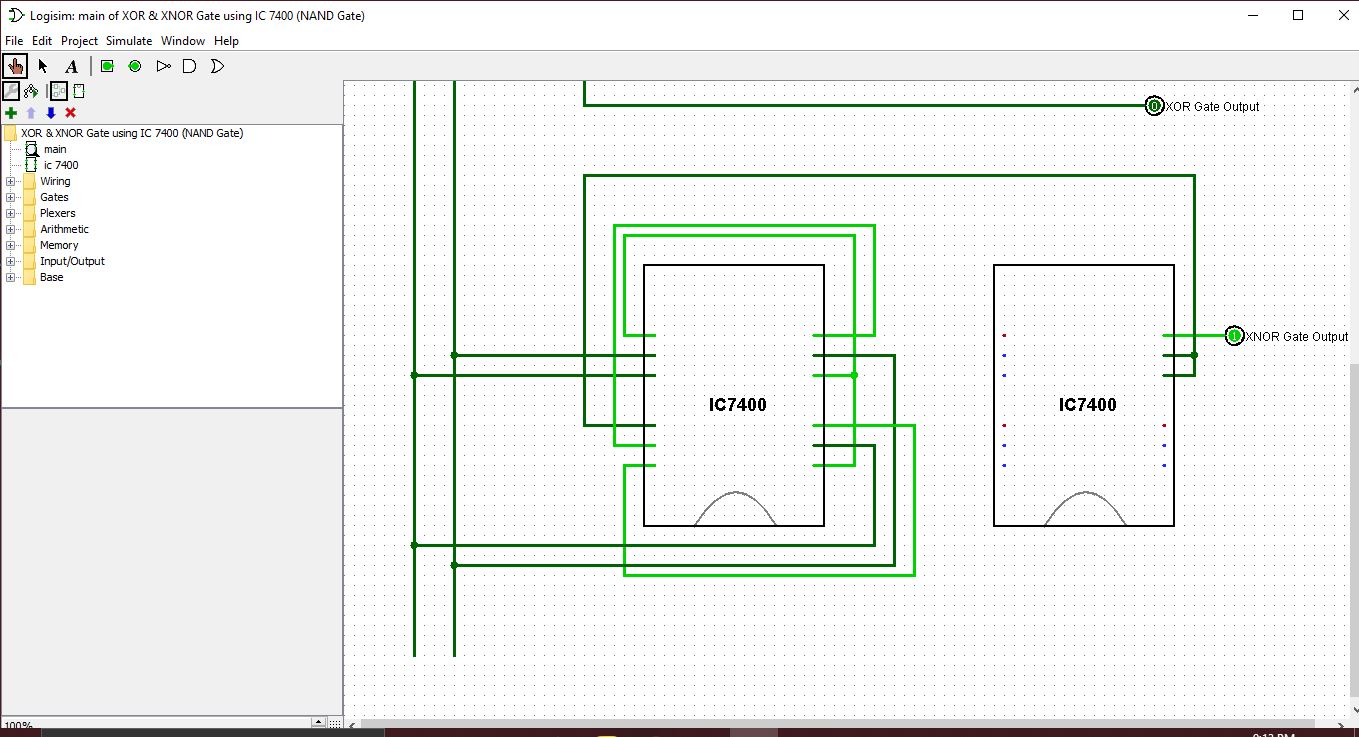 Logisim: main of XOR & XNOR Gate using IC 7400 (NAND Gate)
File Edit Project Simulate Window Help
A
XOR & XNOR Gate using IC 7400 (NAND Gate)
main
ic 7400
Wiring
Gates
Plexers
Arithmetic
Memory
Input/Output
Base
100%
0 XOR Gate Output
1 XNOR Gate Output
IC7400
IC7400